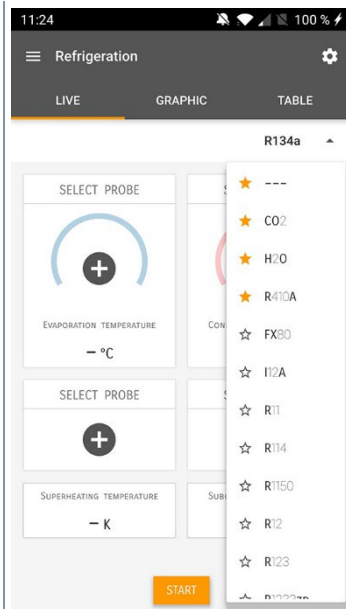 11:24
100 %
Refrigeration
LIVE GRAPHIC TABLE
R134a
SELECT PROBE
---
CO2
H2O
R410A
EVAPORATION TEMPERATURE
– °C
FX80
I12A
SELECT PROBE
R11
R114
R1150
SUPERHEATING TEMPERATURE
– K
R12
R123
START